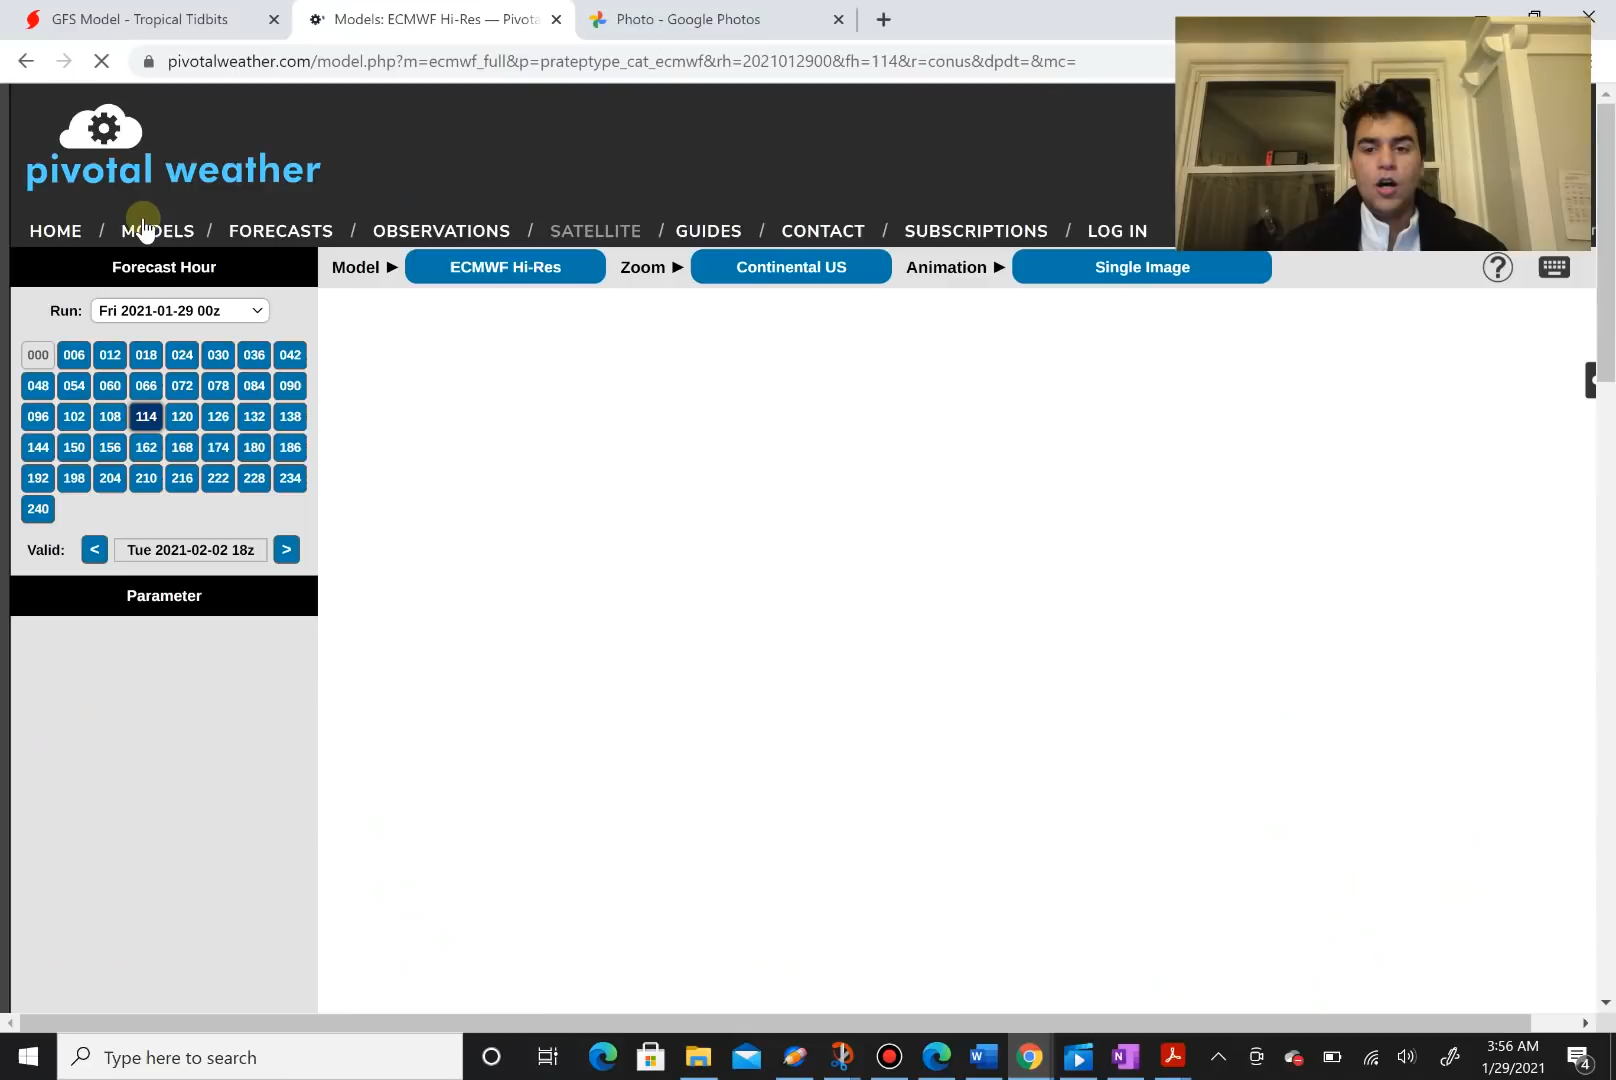 GFS Model - Tropical Tidbits
Models: ECMWF Hi-Res — Pivota
Photo - Google Photos
pivotalweather.com/model.php?m=ecmwf_full&p=prateptype_cat_ecmwf&rh=2021012900&fh=114&r=conus&dpdt=&mc=
pivotal weather
HOME / MODELS / FORECASTS / OBSERVATIONS / SATELLITE / GUIDES / CONTACT / SUBSCRIPTIONS / LOG IN
Forecast Hour
Model ▶ ECMWF Hi-Res Zoom ▶ Continental US Animation ▶ Single Image
?
Run: Fri 2021-01-29 00z
000 006 012 018 024 030 036 042
048 054 060 066 072 078 084 090
096 102 108 114 120 126 132 138
144 150 156 162 168 174 180 186
192 198 204 210 216 222 228 234
240
Valid: < Tue 2021-02-02 18z >
Parameter
Type here to search
3:56 AM
1/29/2021
4